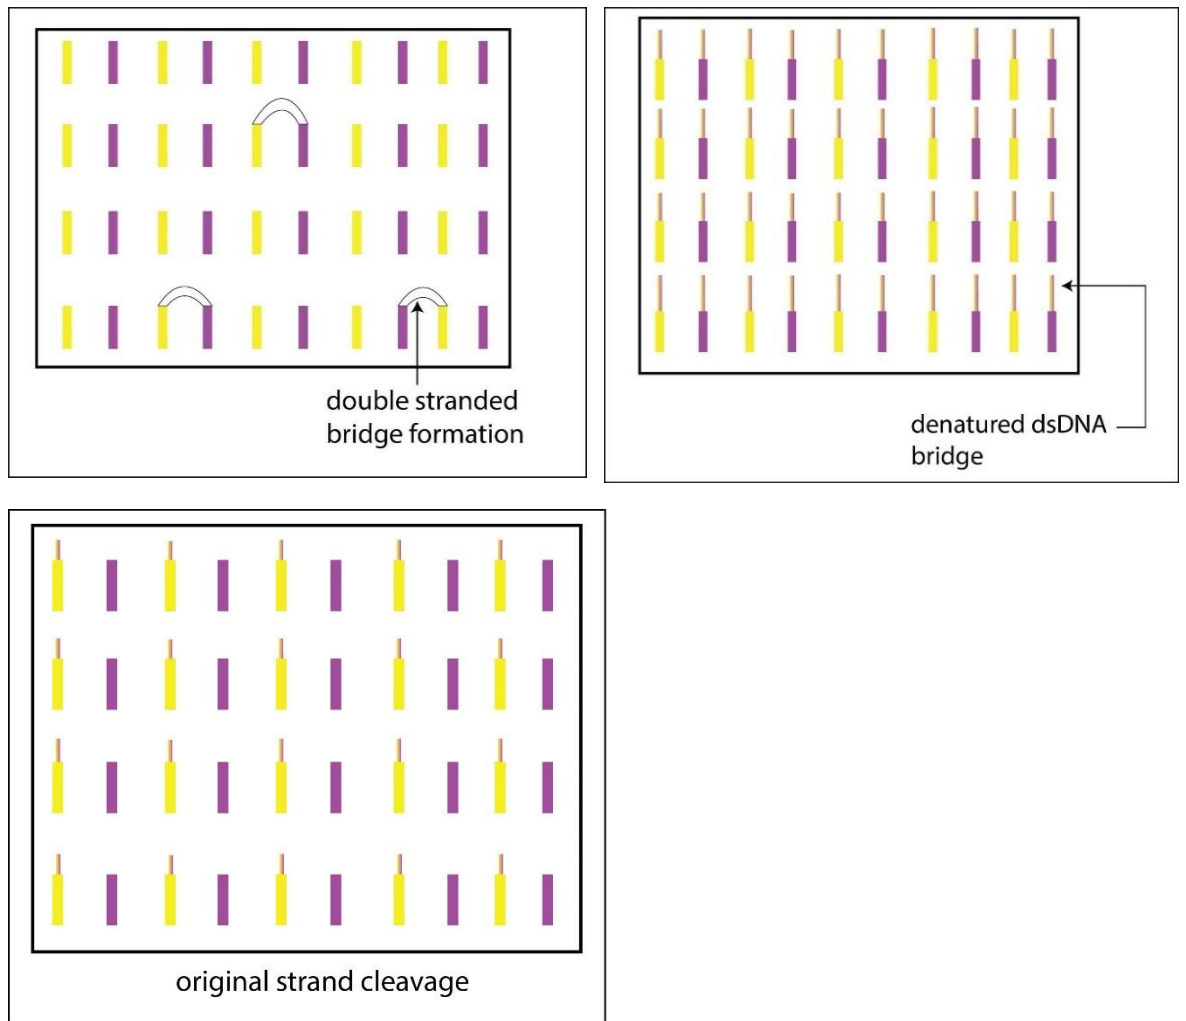 double stranded
bridge formation
denatured dsDNA
bridge
original strand cleavage